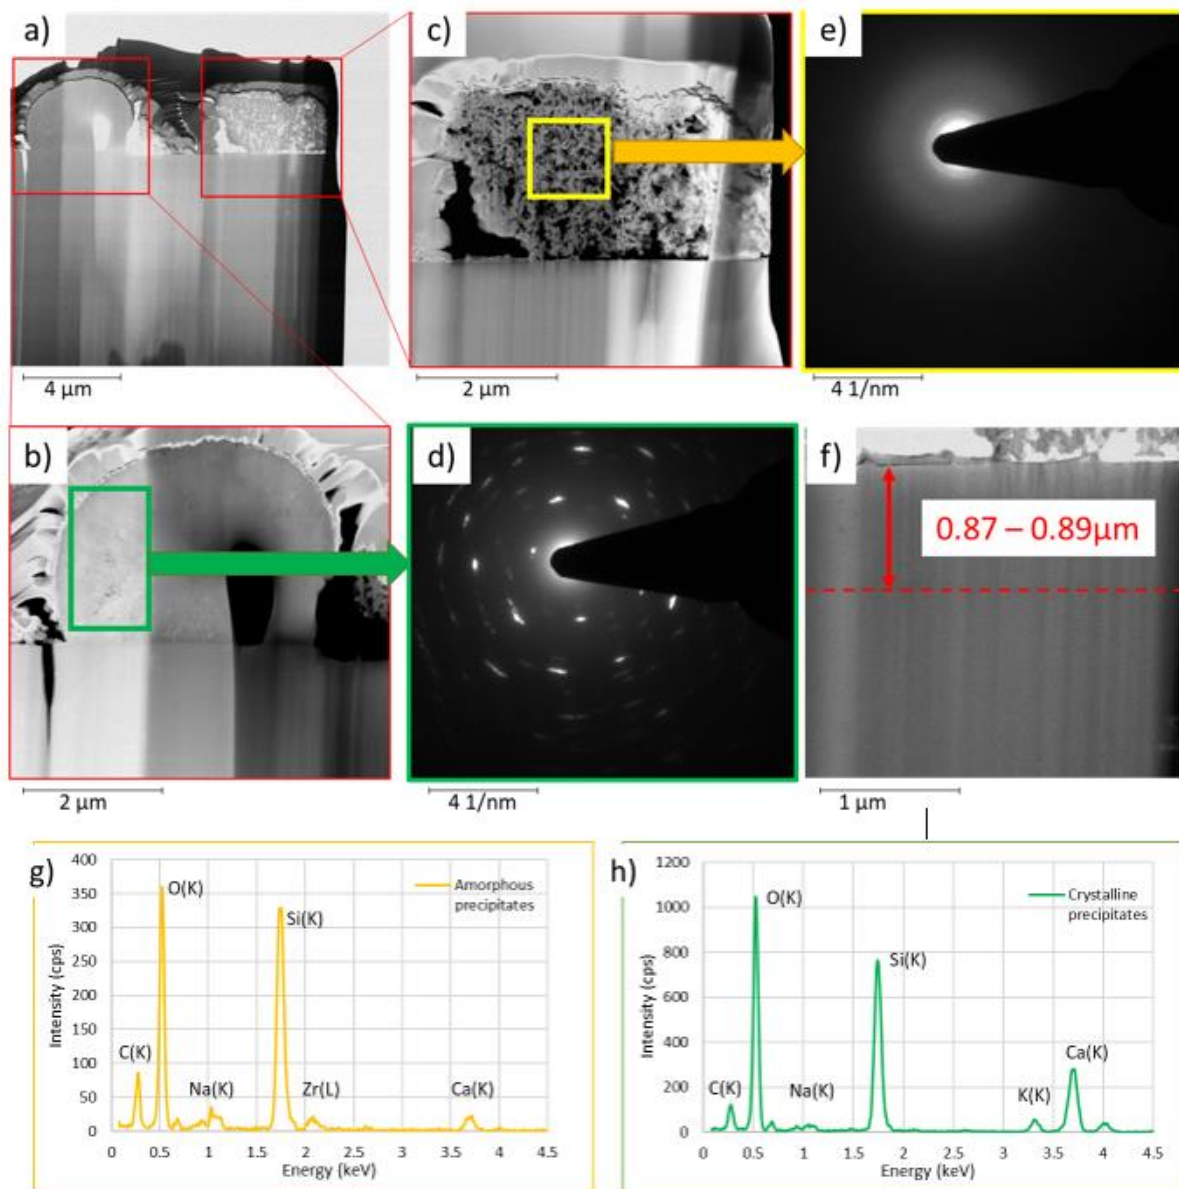 a)
4 μm
c)
2 μm
e)
4 1/nm
b)
2 μm
d)
4 1/nm
f)
0.87 – 0.89μm
1 μm
g)
Amorphous
precipitates
400
350
300
250
200
150
100
50
0
Intensity (cps)
C(K)
O(K)
Na(K)
Si(K)
Zr(L)
Ca(K)
0 0.5 1 1.5 2 2.5 3 3.5 4 4.5
Energy (keV)
h)
Crystalline
precipitates
1200
1000
800
600
400
200
0
Intensity (cps)
C(K)
O(K)
Na(K)
Si(K)
K(K)
Ca(K)
0 0.5 1 1.5 2 2.5 3 3.5 4 4.5
Energy (keV)